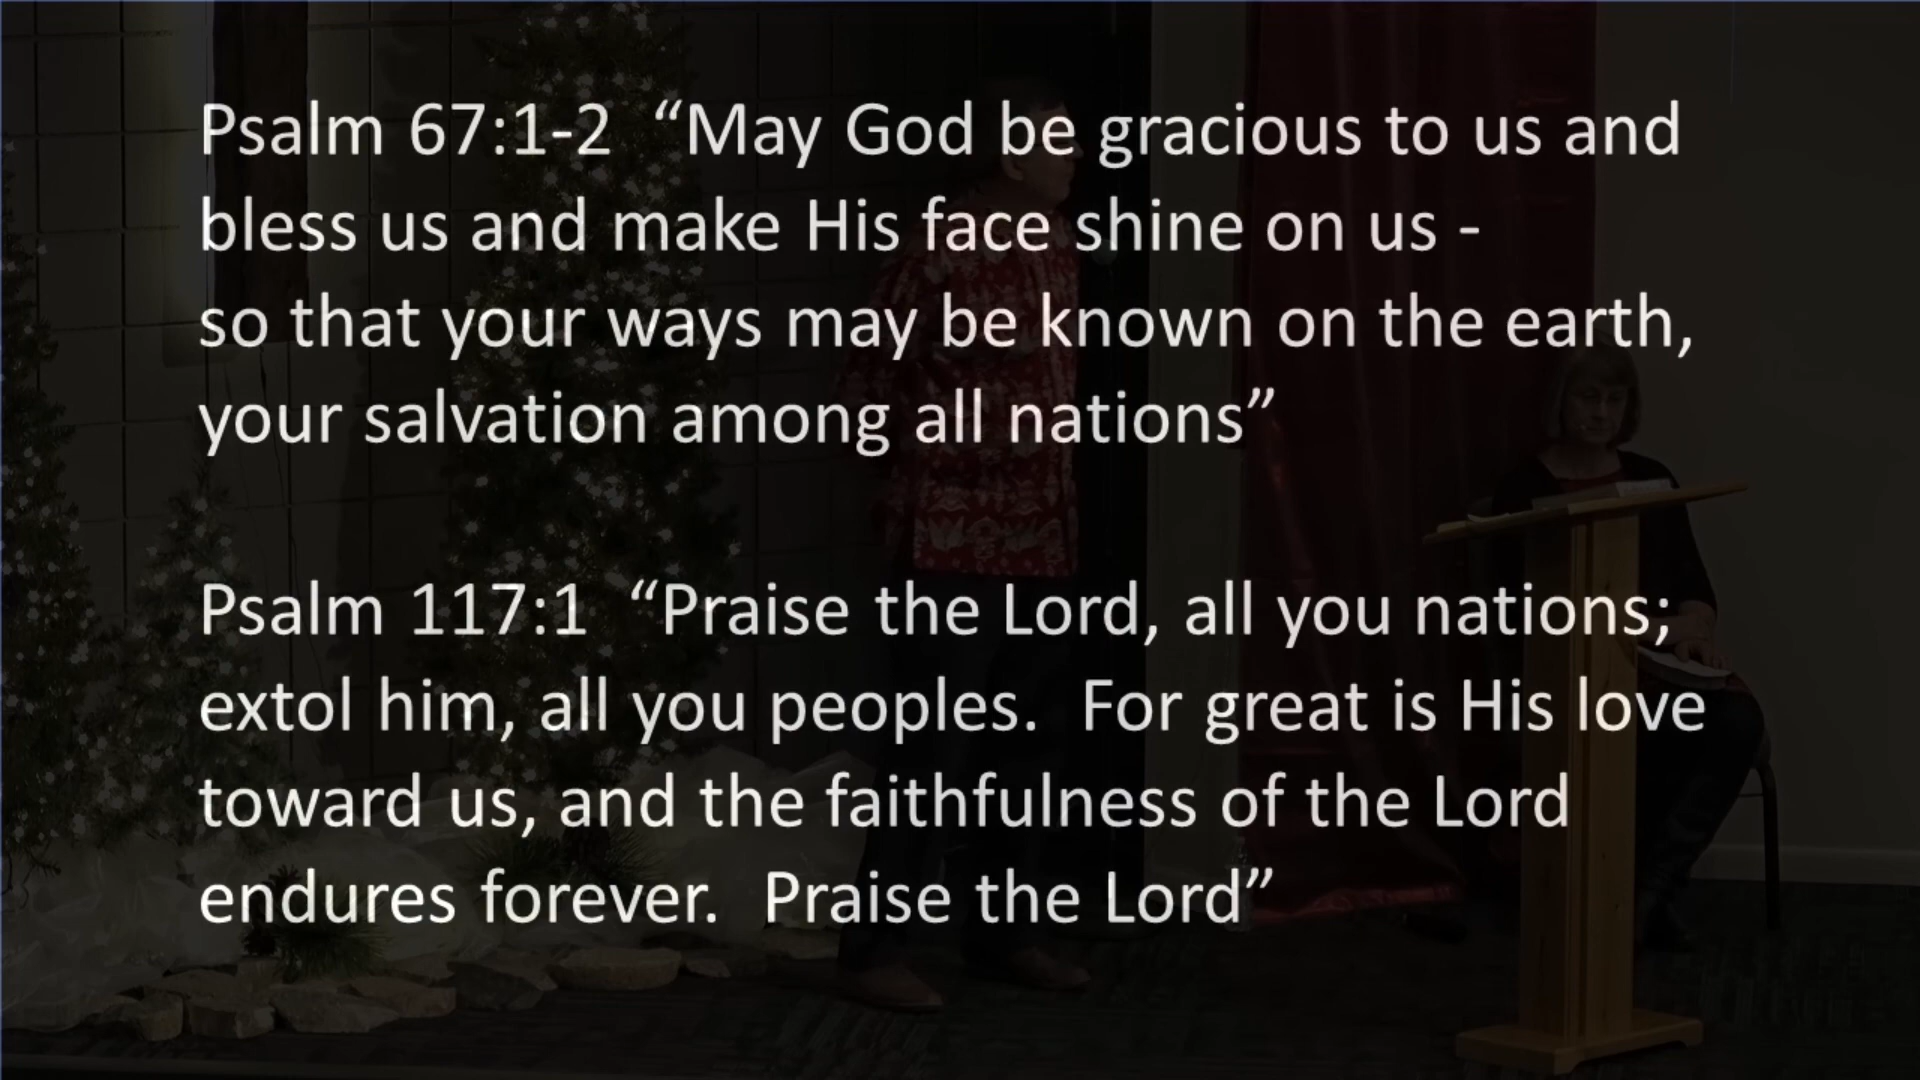 Psalm 67:1-2  “May God be gracious to us and
bless us and make His face shine on us -
so that your ways may be known on the earth,
your salvation among all nations”
Psalm 117:1  “Praise the Lord, all you nations;
extol him, all you peoples.  For great is His love
toward us, and the faithfulness of the Lord
endures forever.  Praise the Lord”